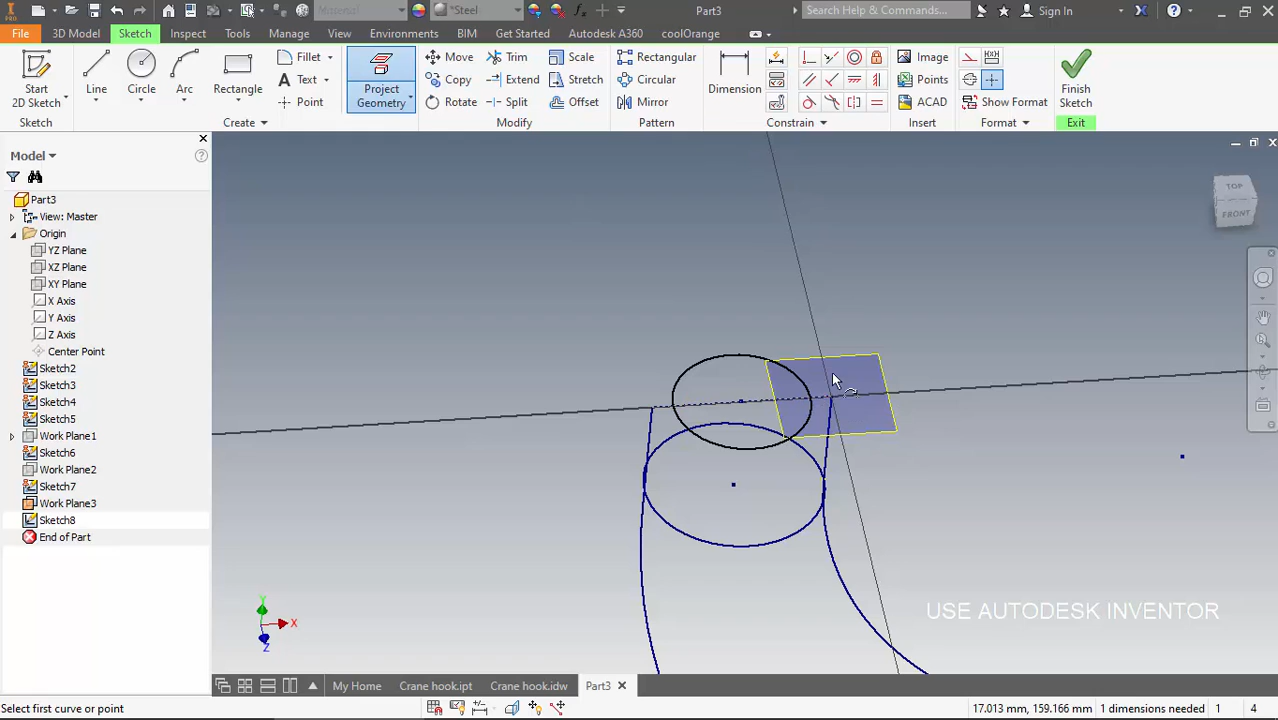 Material
*Steel
Part3
Search Help & Commands...
Sign In
PRO
File
3D Model
Sketch
Inspect
Tools
Manage
View
Environments
BIM
Get Started
Autodesk A360
coolOrange
Start
2D Sketch
Line
Circle
Arc
Rectangle
Fillet
Text
Point
Project
Geometry
Move
Copy
Rotate
Trim
Extend
Split
Scale
Stretch
Offset
Rectangular
Circular
Mirror
Dimension
Image
Points
ACAD
Show Format
Finish
Sketch
Sketch
Create
Modify
Pattern
Constrain
Insert
Format
Exit
Model
Part3
View: Master
Origin
YZ Plane
XZ Plane
XY Plane
X Axis
Y Axis
Z Axis
Center Point
Sketch2
Sketch3
Sketch4
Sketch5
Work Plane1
Sketch6
Work Plane2
Sketch7
Work Plane3
Sketch8
End of Part
TOP
FRONT
Y
X
Z
USE AUTODESK INVENTOR
My Home
Crane hook.ipt
Crane hook.idw
Part3
Select first curve or point
17.013 mm, 159.166 mm
1 dimensions needed
1
4